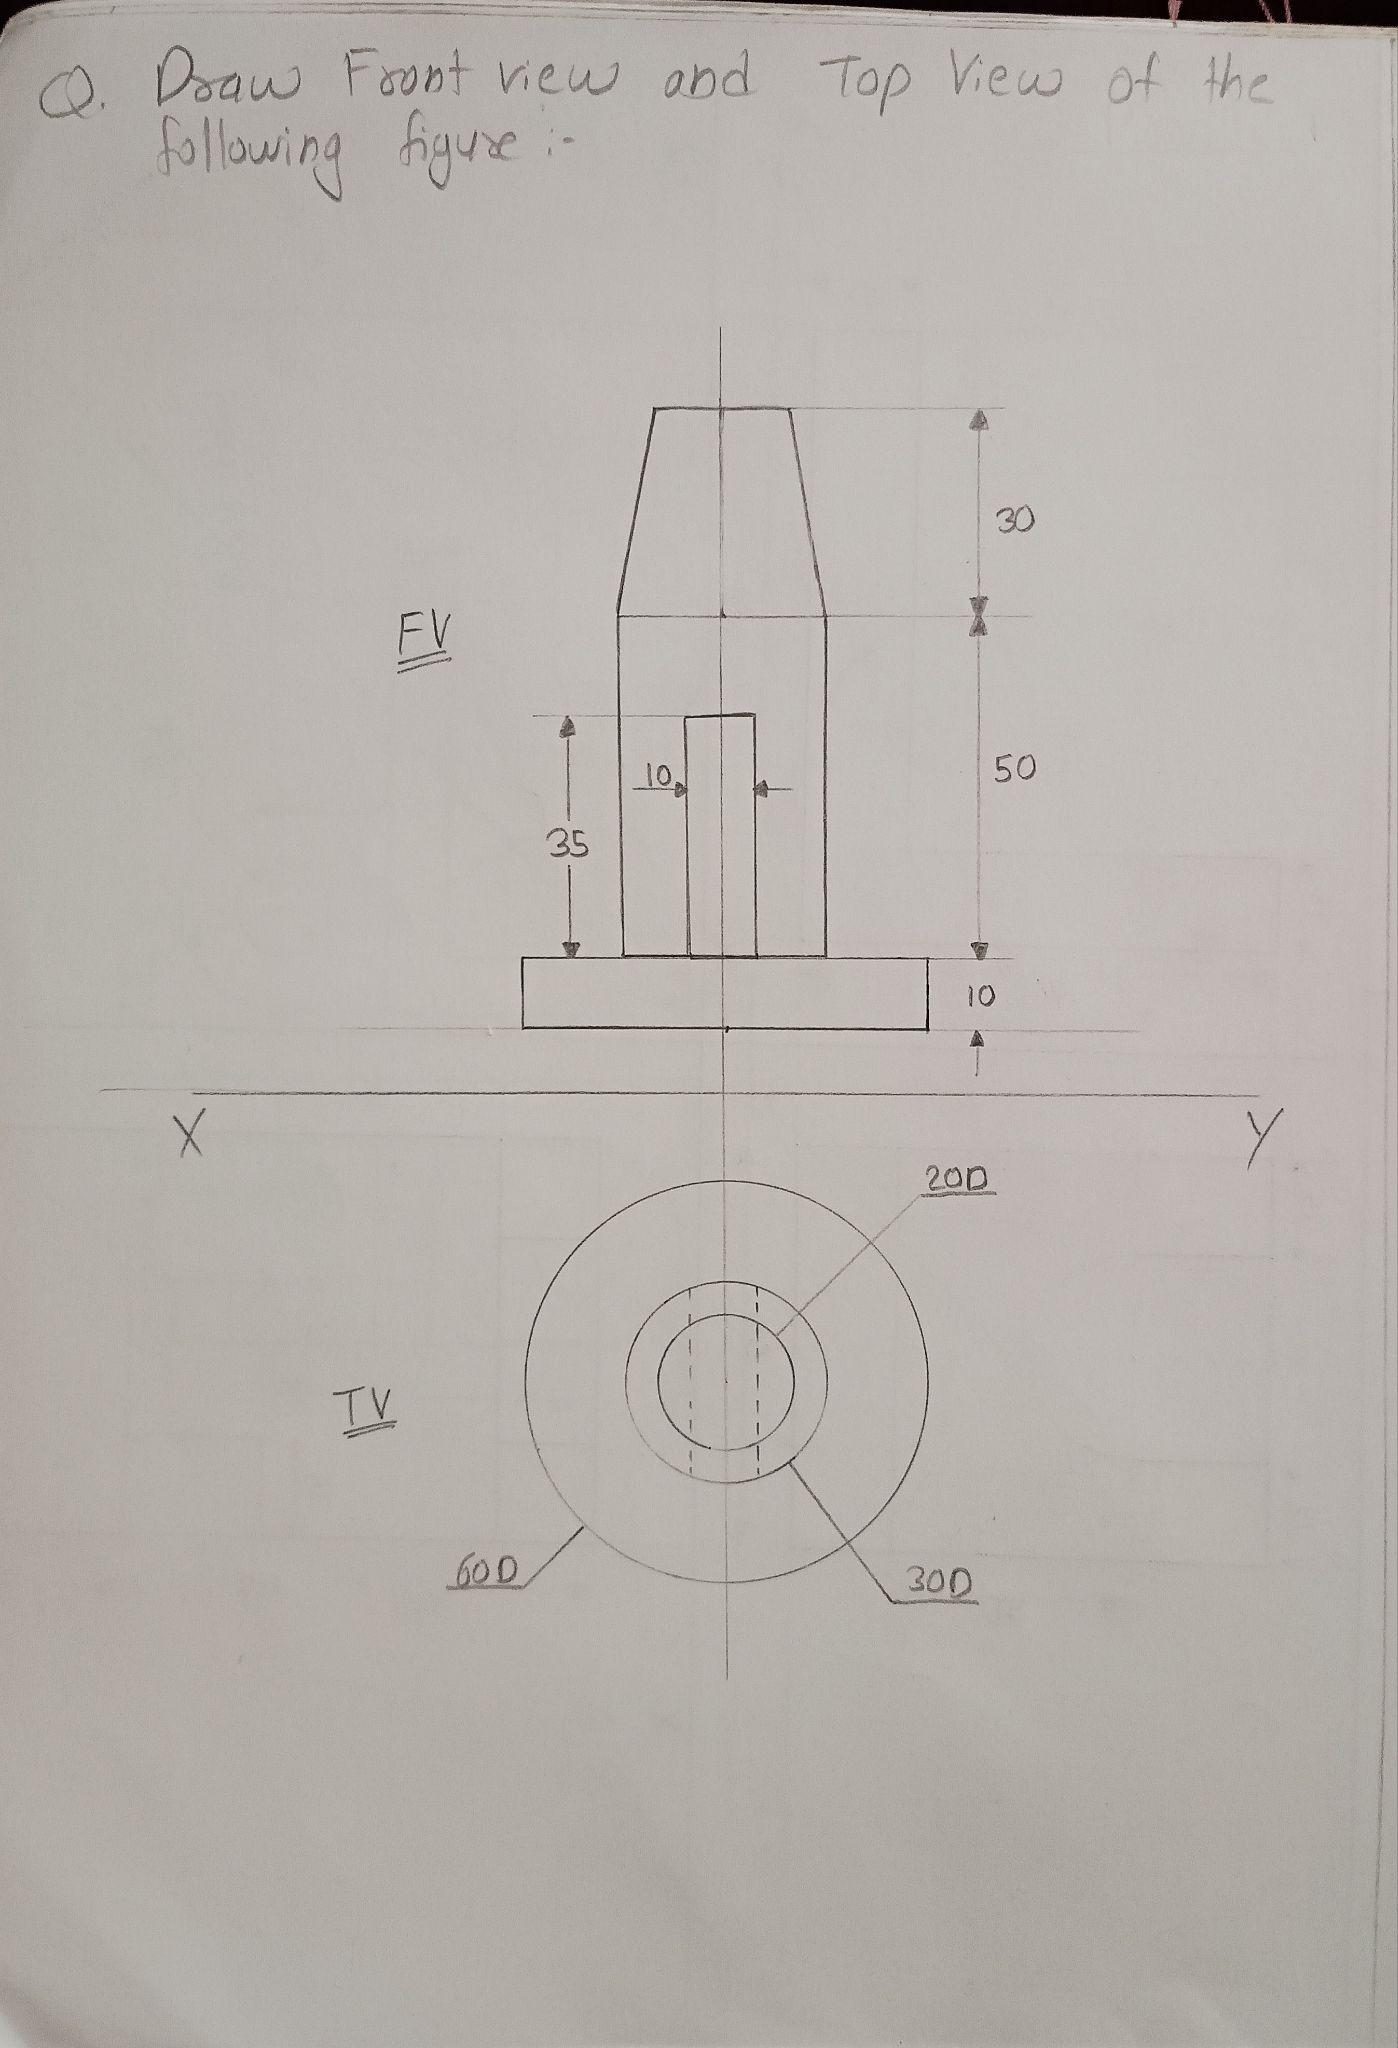 Q. Draw Front view and Top View of the
following figure :-
30
FV
50
10
35
10
X
Y
20D
TV
60D
30D